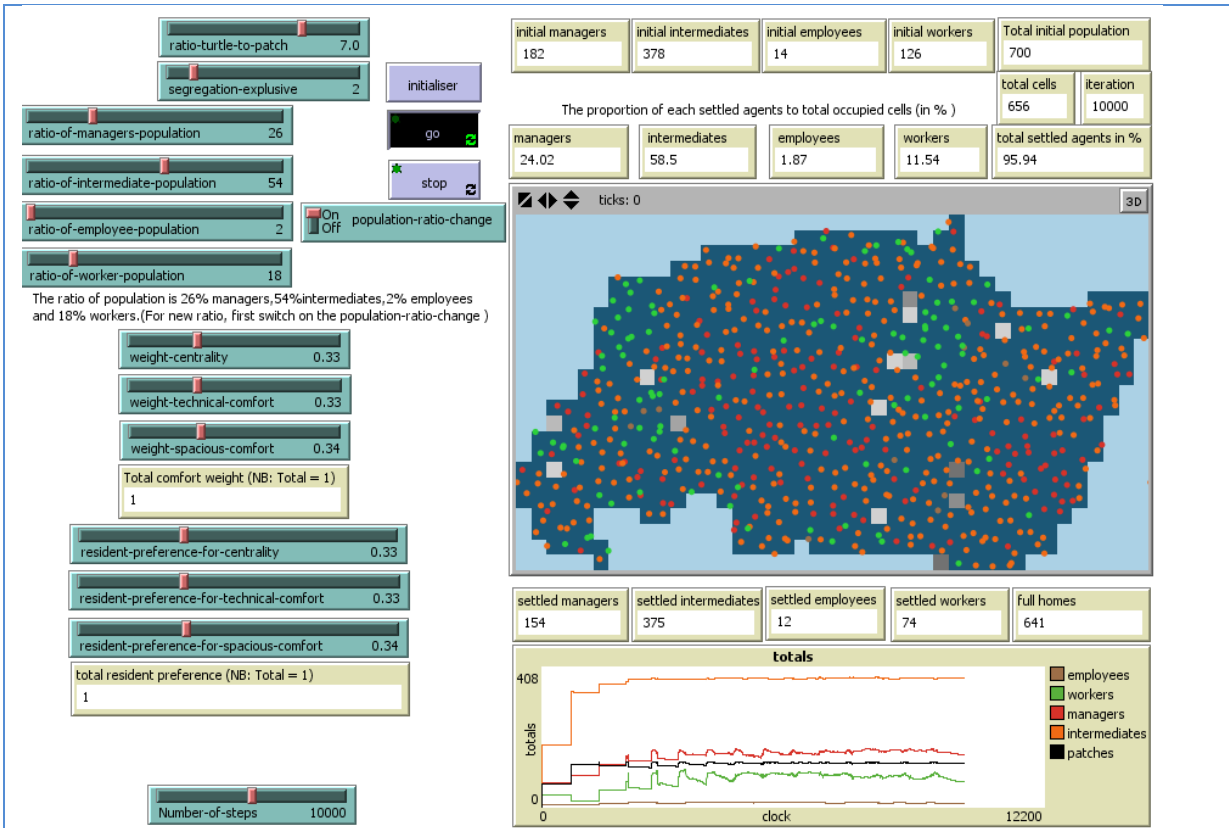 ratio-turtle-to-patch 7.0
segregation-explusive 2
initialiser
ratio-of-managers-population 26
go
ratio-of-intermediate-population 54
stop
ratio-of-employee-population 2
On
Off
population-ratio-change
ratio-of-worker-population 18
The ratio of population is 26% managers,54%intermediates,2% employees
and 18% workers.(For new ratio, first switch on the population-ratio-change )
weight-centrality 0.33
weight-technical-comfort 0.33
weight-spacious-comfort 0.34
Total comfort weight (NB: Total = 1)
1
resident-preference-for-centrality 0.33
resident-preference-for-technical-comfort 0.33
resident-preference-for-spacious-comfort 0.34
total resident preference (NB: Total = 1)
1
Number-of-steps 10000
initial managers
182
initial intermediates
378
initial employees
14
initial workers
126
Total initial population
700
total cells
656
iteration
10000
The proportion of each settled agents to total occupied cells (in % )
managers
24.02
intermediates
58.5
employees
1.87
workers
11.54
total settled agents in %
95.94
ticks: 0
3D
settled managers
154
settled intermediates
375
settled employees
12
settled workers
74
full homes
641
totals
408
totals
0
0
clock
12200
employees
workers
managers
intermediates
patches